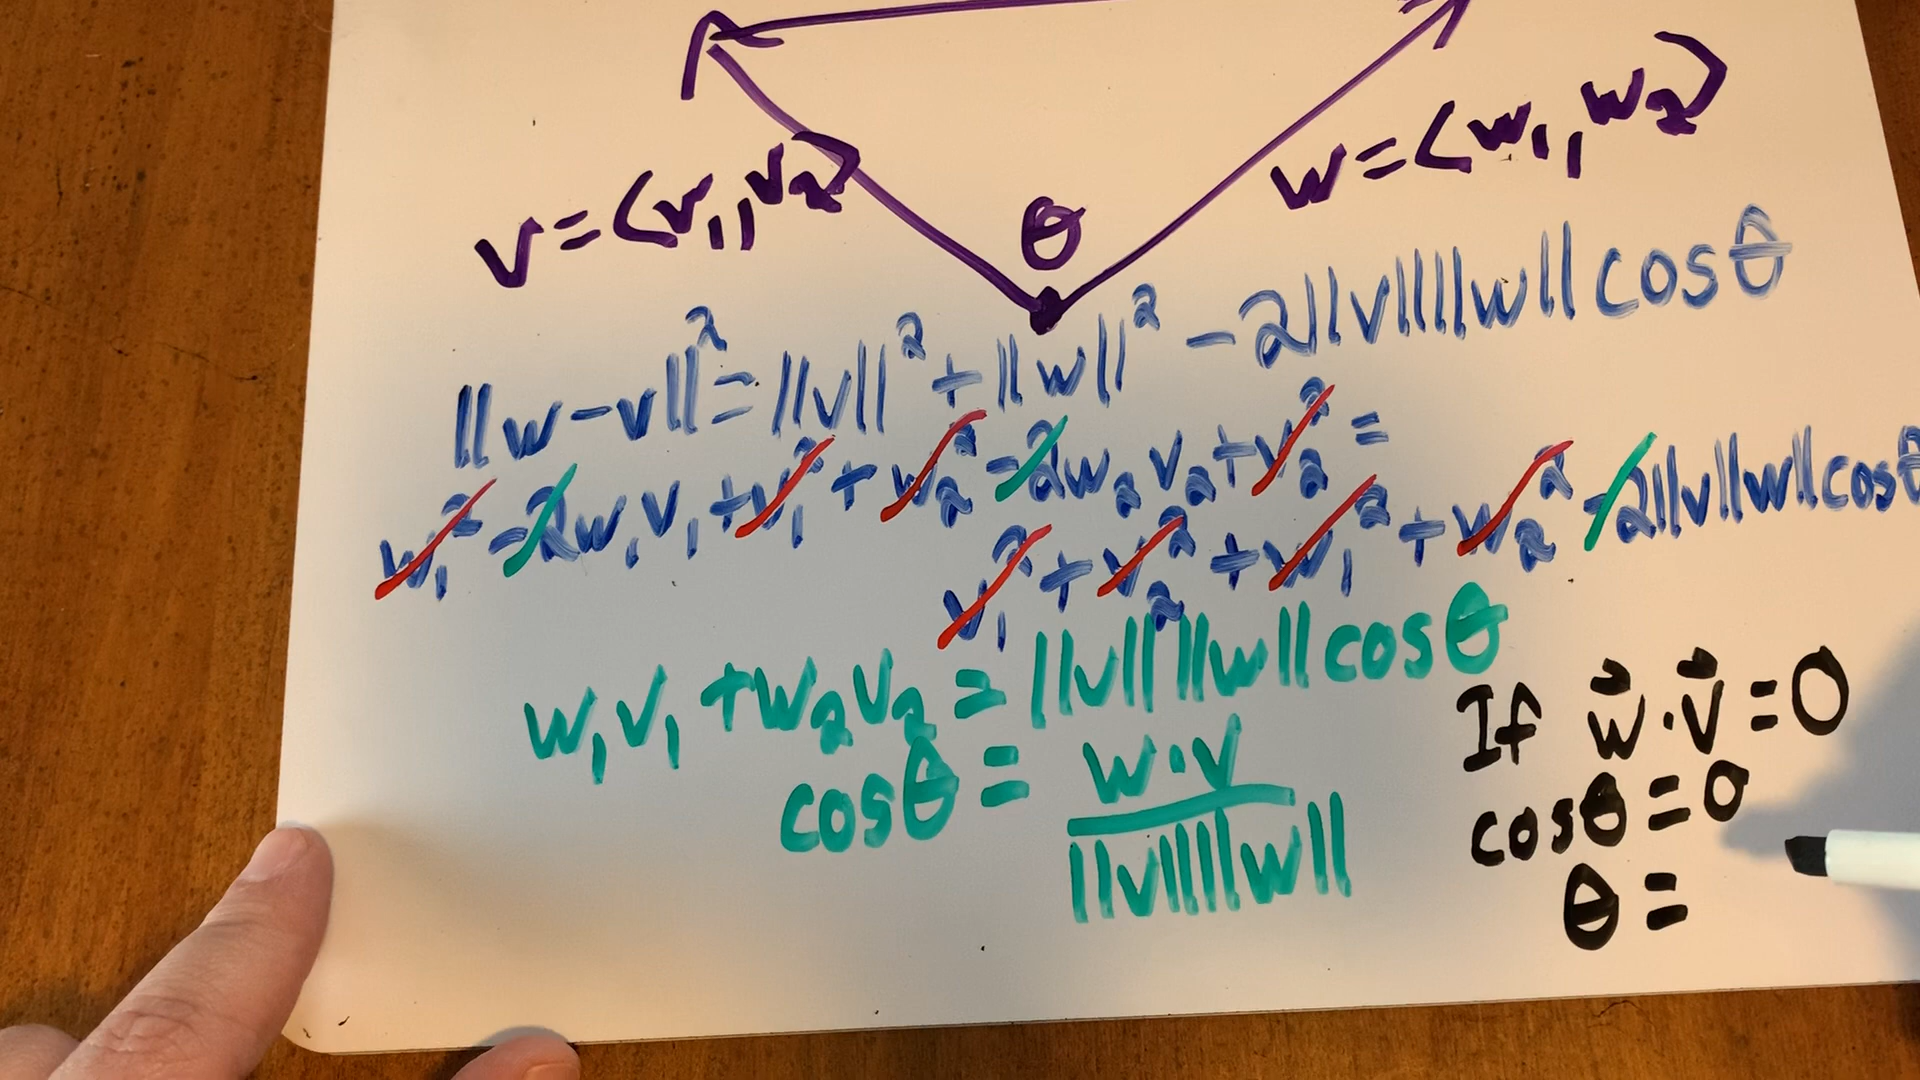 v=(v₁,v₂)
w=(w₁,w₂)
θ
||w-v||²=||v||²+||w||²-2||v||||w||cosθ
w₁²-2w₁v₁+v₁²+w₂²-2w₂v₂+v₂²=
v₁²+v₂²+w₁²+w₂²-2||v||||w||cosθ
w₁v₁+w₂v₂=||v||||w||cosθ
cosθ=w·v/||v||||w||
If w⃗·v⃗=0
cosθ=0
θ=